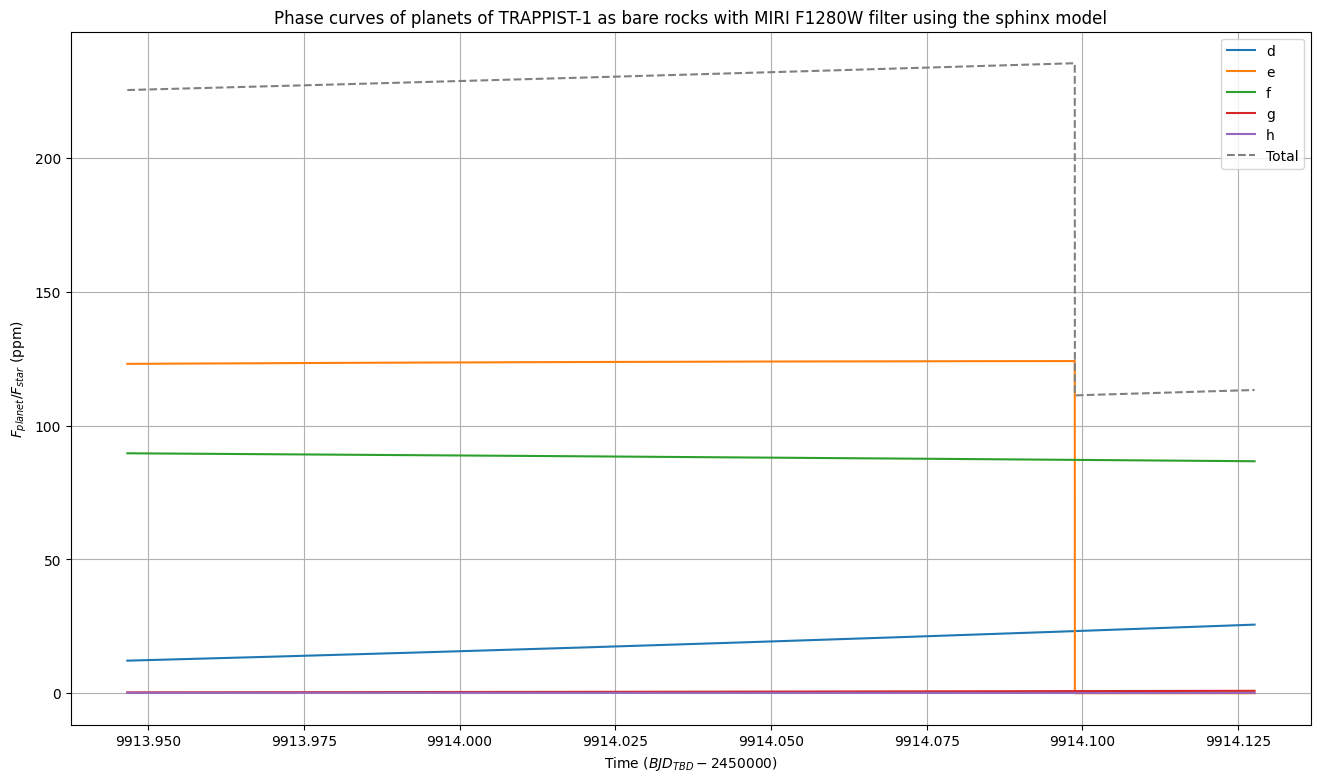 Phase curves of planets of TRAPPIST-1 as bare rocks with MIRI F1280W filter using the sphinx model
d
e
f
g
h
Total
200
150
100
50
0
F_planet/F_star (ppm)
9913.950 9913.975 9914.000 9914.025 9914.050 9914.075 9914.100 9914.125
Time (BJD_TBD − 2450000)